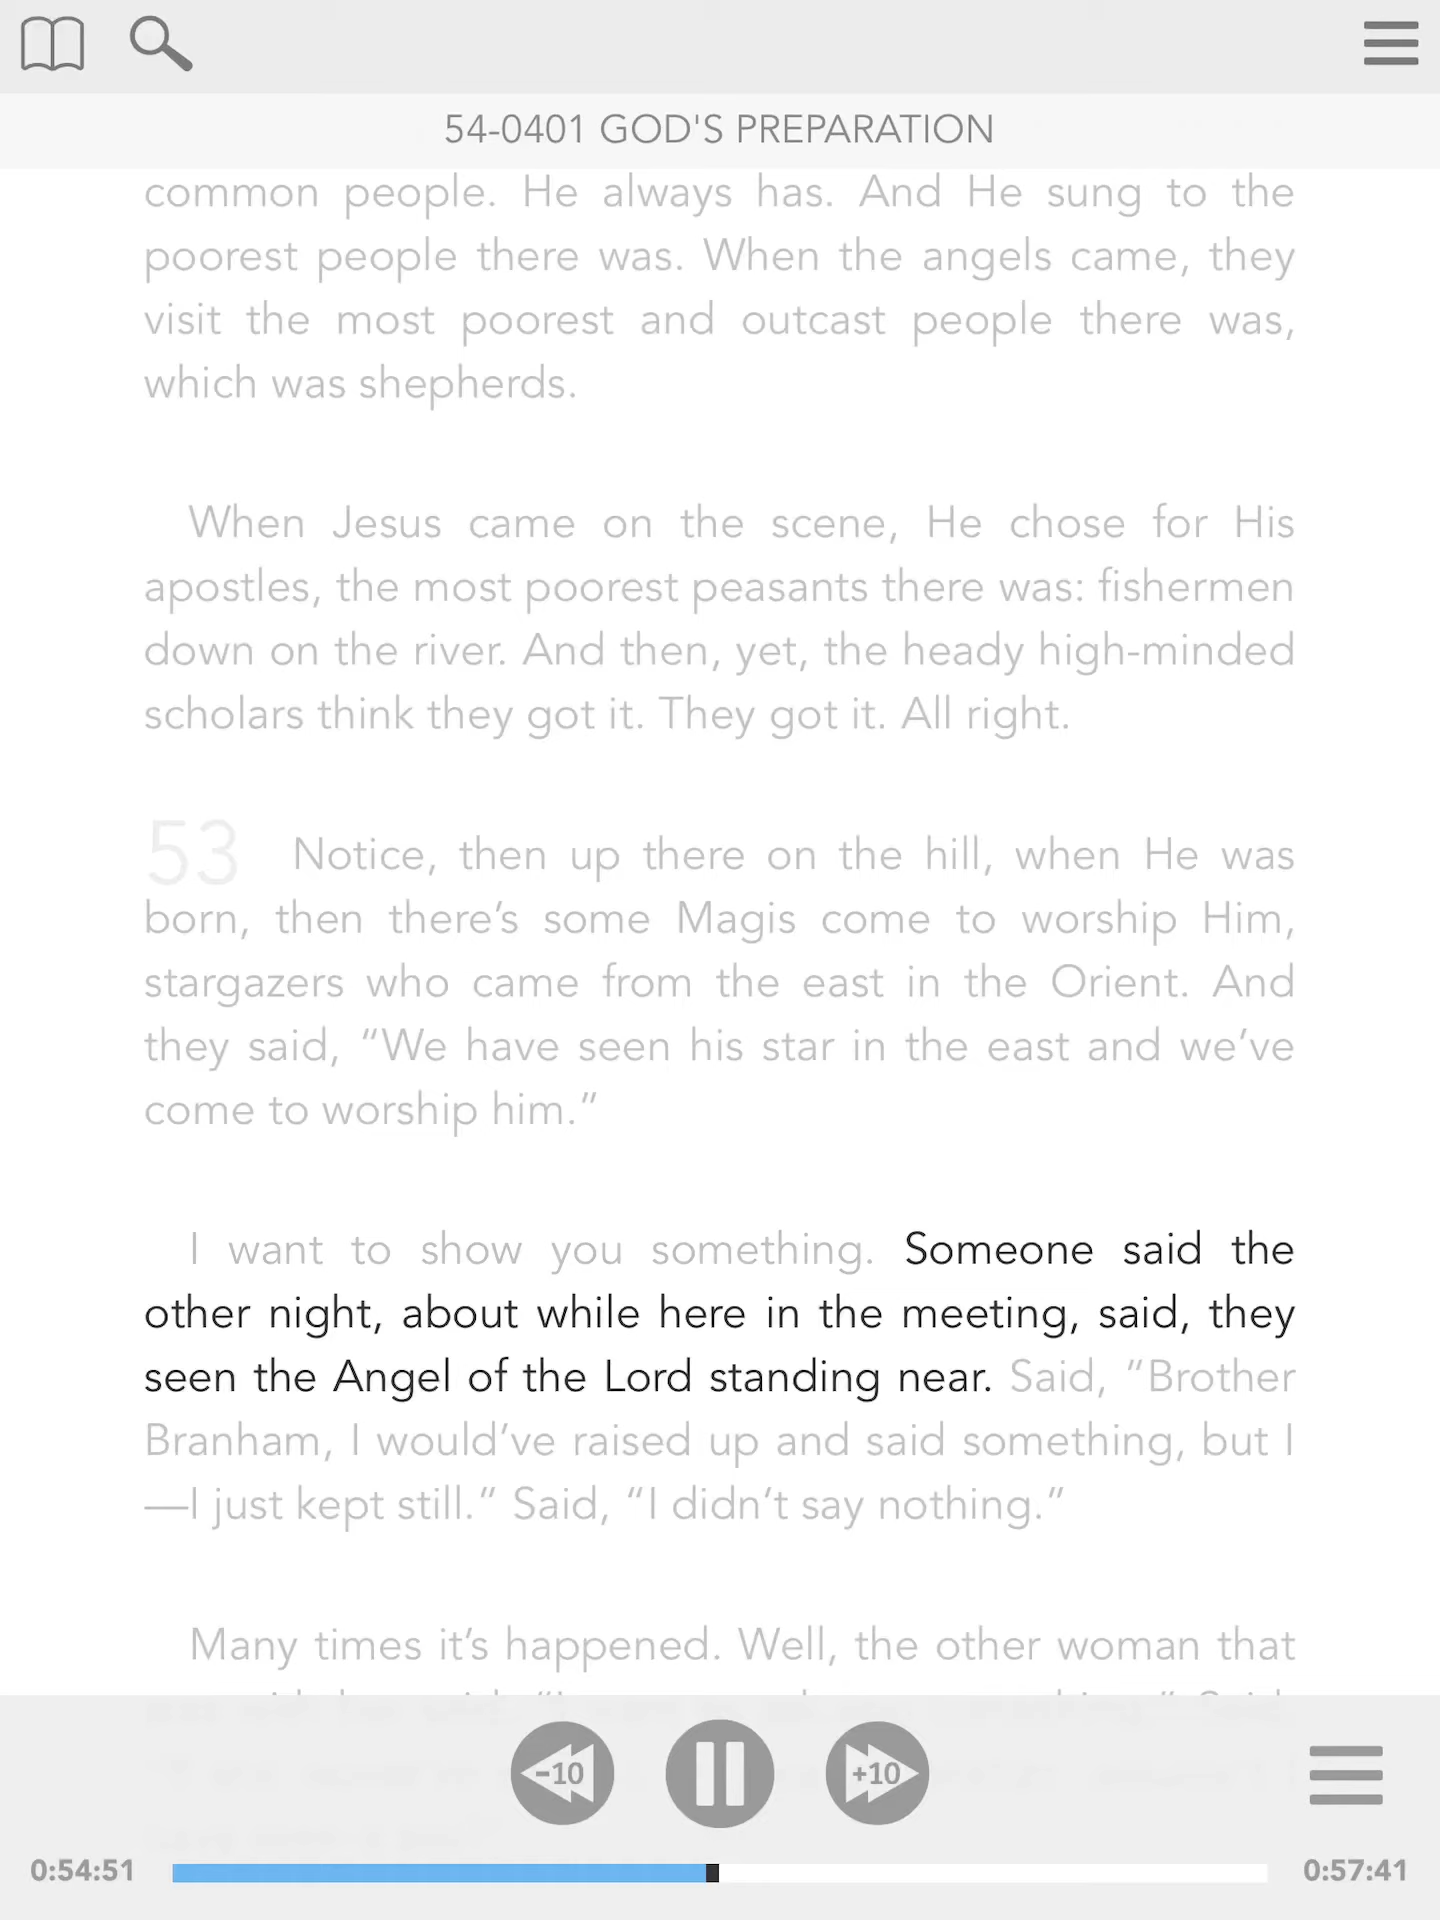 54-0401 GOD'S PREPARATION
common people. He always has. And He sung to the
poorest people there was. When the angels came, they
visit the most poorest and outcast people there was,
which was shepherds.
When Jesus came on the scene, He chose for His
apostles, the most poorest peasants there was: fishermen
down on the river. And then, yet, the heady high-minded
scholars think they got it. They got it. All right.
53 Notice, then up there on the hill, when He was
born, then there’s some Magis come to worship Him,
stargazers who came from the east in the Orient. And
they said, “We have seen his star in the east and we’ve
come to worship him.”
I want to show you something. Someone said the
other night, about while here in the meeting, said, they
seen the Angel of the Lord standing near. Said, “Brother
Branham, I would’ve raised up and said something, but I
—I just kept still.” Said, “I didn’t say nothing.”
Many times it’s happened. Well, the other woman that
-10 +10
0:54:51 0:57:41